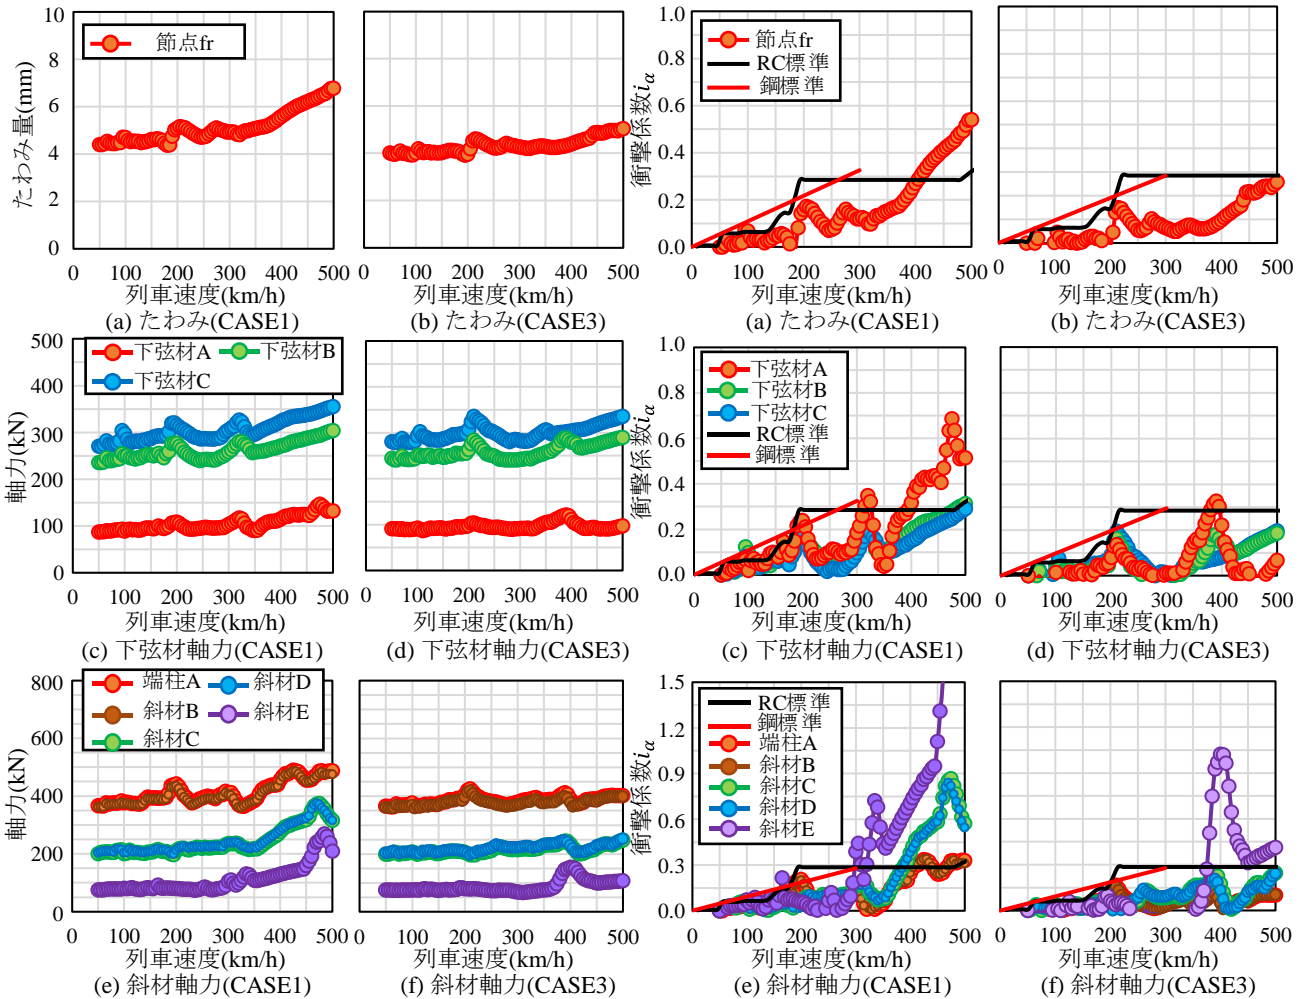 10
8
6
4
2
0
たわみ量(mm)
節点fr
0 100 200 300 400 500
列車速度(km/h)
(a) たわみ(CASE1)
0 100 200 300 400 500
列車速度(km/h)
(b) たわみ(CASE3)
1.0
0.8
0.6
0.4
0.2
0.0
衝撃係数iα
節点fr
RC標準
鋼標準
0 100 200 300 400 500
列車速度(km/h)
(a) たわみ(CASE1)
0 100 200 300 400 500
列車速度(km/h)
(b) たわみ(CASE3)
500
400
300
200
100
0
軸力(kN)
下弦材A 下弦材B
下弦材C
0 100 200 300 400 500
列車速度(km/h)
(c) 下弦材軸力(CASE1)
0 100 200 300 400 500
列車速度(km/h)
(d) 下弦材軸力(CASE3)
1.0
0.8
0.6
0.4
0.2
0.0
衝撃係数iα
下弦材A
下弦材B
下弦材C
RC標準
鋼標準
0 100 200 300 400 500
列車速度(km/h)
(c) 下弦材軸力(CASE1)
0 100 200 300 400 500
列車速度(km/h)
(d) 下弦材軸力(CASE3)
800
600
400
200
0
軸力(kN)
端柱A 斜材D
斜材B 斜材E
斜材C
0 100 200 300 400 500
列車速度(km/h)
(e) 斜材軸力(CASE1)
0 100 200 300 400 500
列車速度(km/h)
(f) 斜材軸力(CASE3)
1.5
1.2
0.9
0.6
0.3
0.0
衝撃係数iα
RC標準
鋼標準
端柱A
斜材B
斜材C
斜材D
斜材E
0 100 200 300 400 500
列車速度(km/h)
(e) 斜材軸力(CASE1)
0 100 200 300 400 500
列車速度(km/h)
(f) 斜材軸力(CASE3)